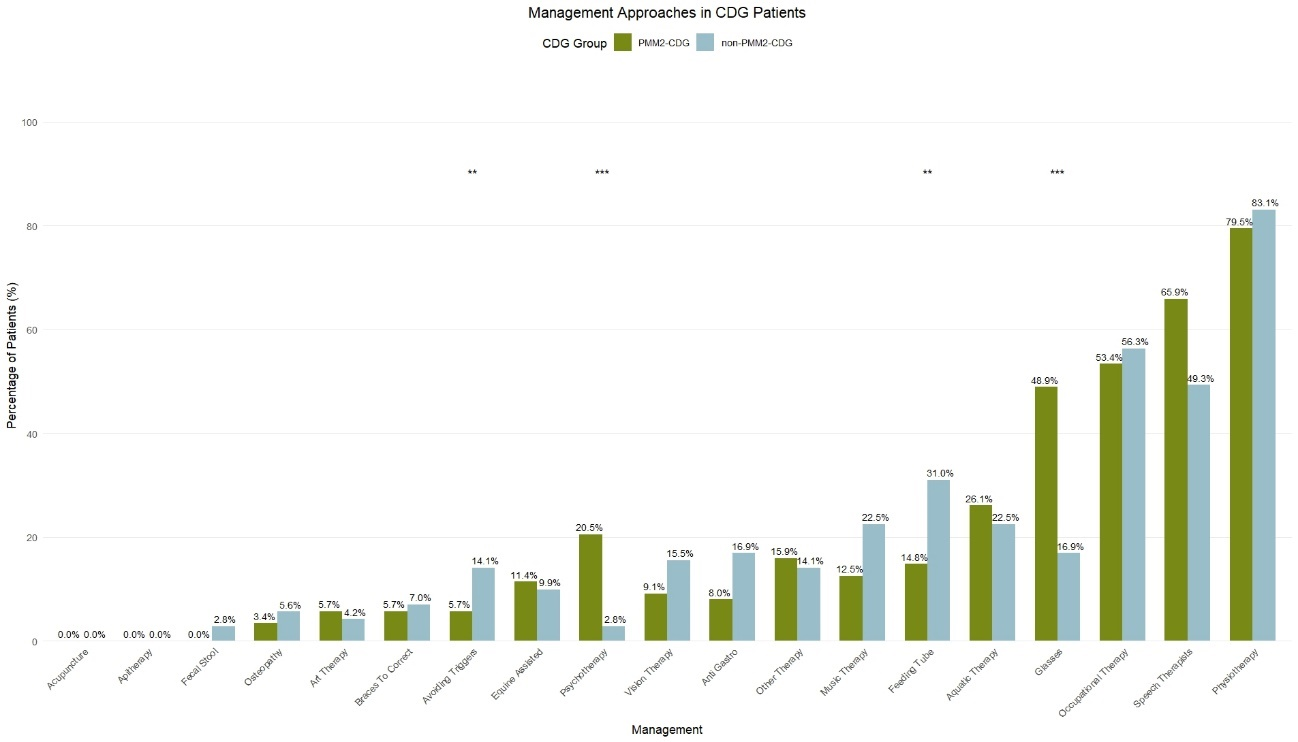 Management Approaches in CDG Patients
CDG Group PMM2-CDG non-PMM2-CDG
100
** *** ** ***
83.1%
80
79.5%
65.9%
60
56.3%
53.4%
48.9% 49.3%
40
31.0%
26.1%
22.5% 22.5%
20
20.5%
16.9% 16.9%
15.9%
15.5%
14.8%
14.1% 14.1%
12.5%
11.4%
9.9%
9.1%
8.0%
7.0%
5.7% 5.7% 5.7%
5.6%
4.2%
3.4%
2.8% 2.8%
0.0% 0.0% 0.0% 0.0% 0.0%
0
Percentage of Patients (%)
Acupuncture
Apitherapy
Fecal Stool
Osteopathy
Art Therapy
Braces To Correct
Avoiding Triggers
Equine Assisted
Psychotherapy
Vision Therapy
Anti Gastro
Other Therapy
Music Therapy
Feeding Tube
Aquatic Therapy
Glasses
Occupational Therapy
Speech Therapists
Physiotherapy
Management